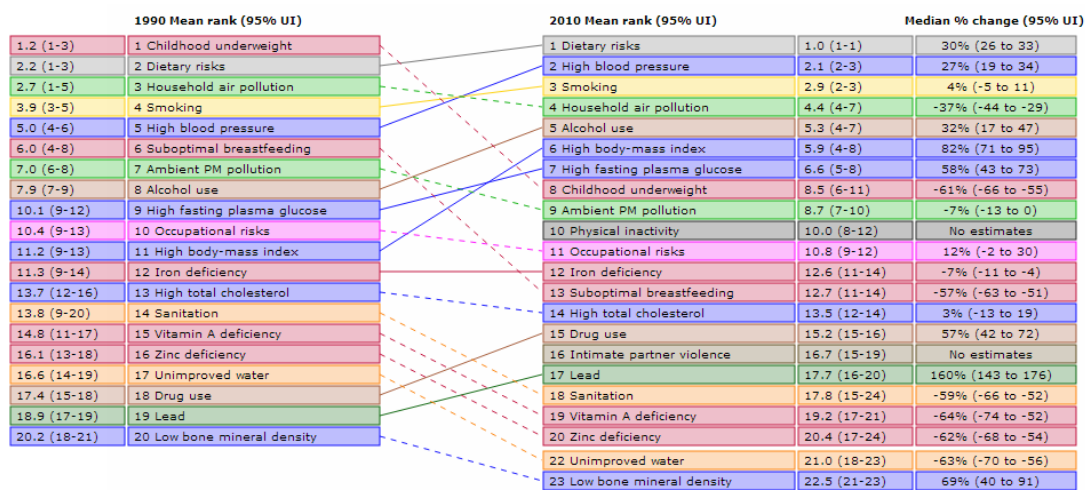 1990 Mean rank (95% UI) 2010 Mean rank (95% UI) Median % change (95% UI)
1.2 (1-3) 1 Childhood underweight 1 Dietary risks 1.0 (1-1) 30% (26 to 33)
2.2 (1-3) 2 Dietary risks 2 High blood pressure 2.1 (2-3) 27% (19 to 34)
2.7 (1-5) 3 Household air pollution 3 Smoking 2.9 (2-3) 4% (-5 to 11)
3.9 (3-5) 4 Smoking 4 Household air pollution 4.4 (4-7) -37% (-44 to -29)
5.0 (4-6) 5 High blood pressure 5 Alcohol use 5.3 (4-7) 32% (17 to 47)
6.0 (4-8) 6 Suboptimal breastfeeding 6 High body-mass index 5.9 (4-8) 82% (71 to 95)
7.0 (6-8) 7 Ambient PM pollution 7 High fasting plasma glucose 6.6 (5-8) 58% (43 to 73)
7.9 (7-9) 8 Alcohol use 8 Childhood underweight 8.5 (6-11) -61% (-66 to -55)
10.1 (9-12) 9 High fasting plasma glucose 9 Ambient PM pollution 8.7 (7-10) -7% (-13 to 0)
10.4 (9-13) 10 Occupational risks 10 Physical inactivity 10.0 (8-12) No estimates
11.2 (9-13) 11 High body-mass index 11 Occupational risks 10.8 (9-12) 12% (-2 to 30)
11.3 (9-14) 12 Iron deficiency 12 Iron deficiency 12.6 (11-14) -7% (-11 to -4)
13.7 (12-16) 13 High total cholesterol 13 Suboptimal breastfeeding 12.7 (11-14) -57% (-63 to -51)
13.8 (9-20) 14 Sanitation 14 High total cholesterol 13.5 (12-14) 3% (-13 to 19)
14.8 (11-17) 15 Vitamin A deficiency 15 Drug use 15.2 (15-16) 57% (42 to 72)
16.1 (13-18) 16 Zinc deficiency 16 Intimate partner violence 16.7 (15-19) No estimates
16.6 (14-19) 17 Unimproved water 17 Lead 17.7 (16-20) 160% (143 to 176)
17.4 (15-18) 18 Drug use 18 Sanitation 17.8 (15-24) -59% (-66 to -52)
18.9 (17-19) 19 Lead 19 Vitamin A deficiency 19.2 (17-21) -64% (-74 to -52)
20.2 (18-21) 20 Low bone mineral density 20 Zinc deficiency 20.4 (17-24) -62% (-68 to -54)
22 Unimproved water 21.0 (18-23) -63% (-70 to -56)
23 Low bone mineral density 22.5 (21-23) 69% (40 to 91)